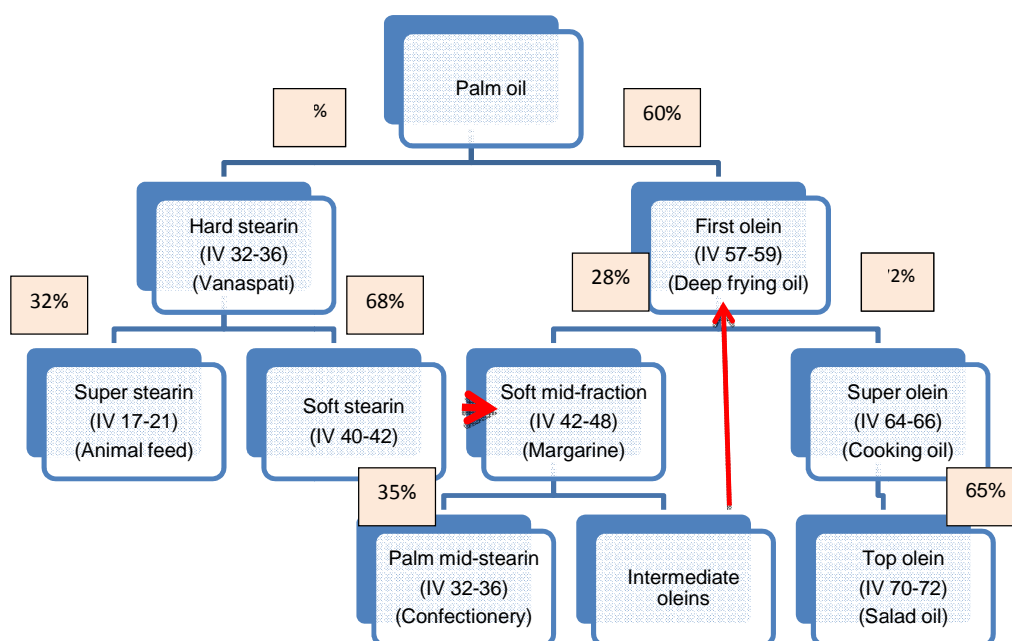 Palm oil
%
60%
Hard stearin
(IV 32-36)
(Vanaspati)
First olein
(IV 57-59)
(Deep frying oil)
32%
68%
28%
2%
Super stearin
(IV 17-21)
(Animal feed)
Soft stearin
(IV 40-42)
Soft mid-fraction
(IV 42-48)
(Margarine)
Super olein
(IV 64-66)
(Cooking oil)
35%
65%
Palm mid-stearin
(IV 32-36)
(Confectionery)
Intermediate
oleins
Top olein
(IV 70-72)
(Salad oil)